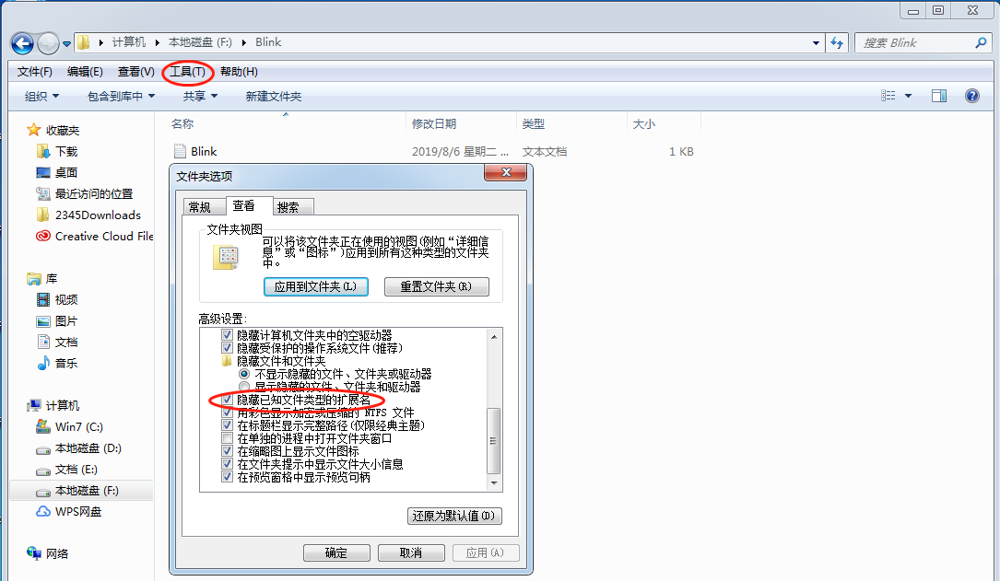 计算机 本地磁盘 (F:) Blink
搜索 Blink
文件(F) 编辑(E) 查看(V) 工具(T) 帮助(H)
组织 包含到库中 共享 新建文件夹
名称 修改日期 类型 大小
Blink 2019/8/6 星期二 ... 文本文档 1 KB
收藏夹
下载
桌面
最近访问的位置
2345Downloads
Creative Cloud File
库
视频
图片
文档
音乐
计算机
Win7 (C:)
本地磁盘 (D:)
文档 (E:)
本地磁盘 (F:)
WPS网盘
网络
文件夹选项
常规 查看 搜索
文件夹视图
可以将该文件夹正在使用的视图(例如“详细信
息”或“图标”)应用到所有这种类型的文件夹
中。
应用到文件夹(L) 重置文件夹(R)
高级设置:
隐藏计算机文件夹中的空驱动器
隐藏受保护的操作系统文件(推荐)
隐藏文件和文件夹
不显示隐藏的文件、文件夹或驱动器
显示隐藏的文件、文件夹和驱动器
隐藏已知文件类型的扩展名
用彩色显示加密或压缩的 NTFS 文件
在标题栏显示完整路径(仅限经典主题)
在单独的进程中打开文件夹窗口
在缩略图上显示文件图标
在文件夹提示中显示文件大小信息
在预览窗格中显示预览句柄
还原为默认值(D)
确定 取消 应用(A)